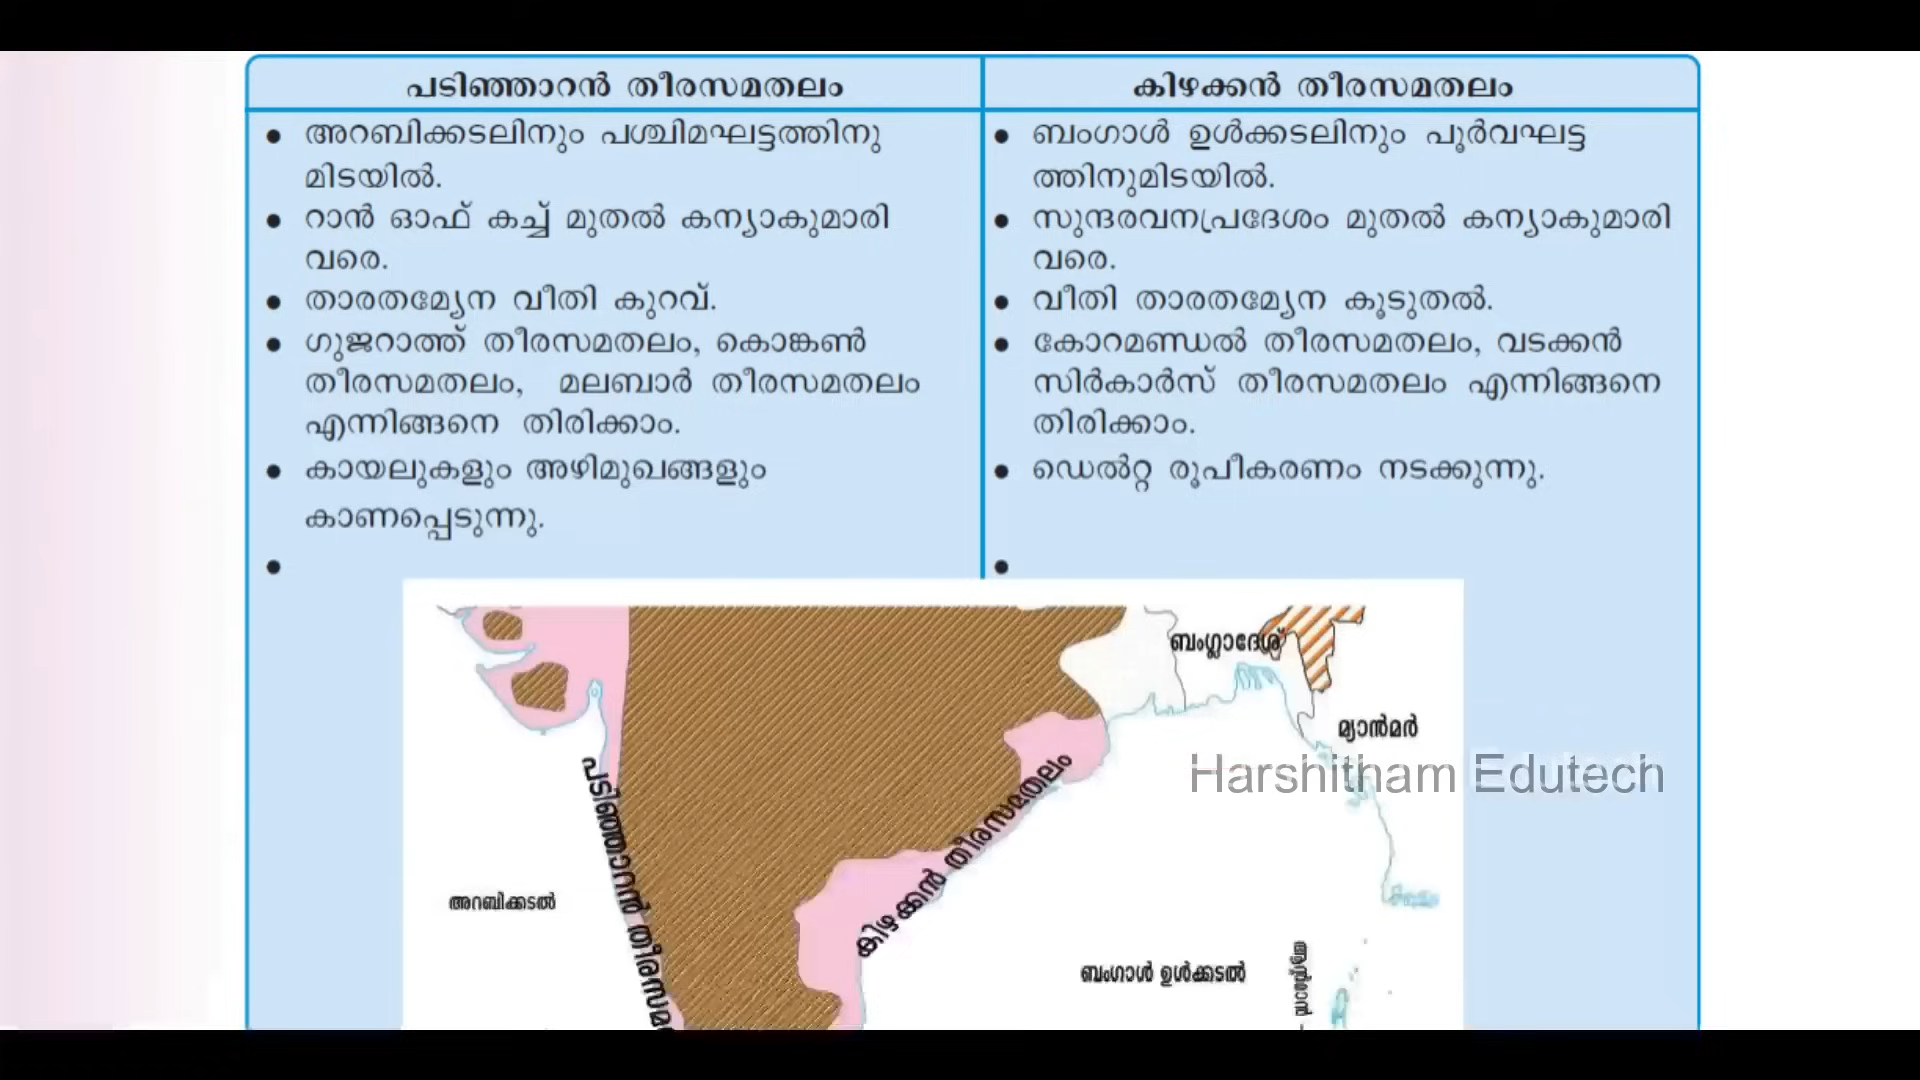 പടിഞ്ഞാറൻ തീരസമതലം
അറബിക്കടലിനും പശ്ചിമഘട്ടത്തിനു
മിടയിൽ.
റാൻ ഓഫ് കച്ച് മുതൽ കന്യാകുമാരി
വരെ.
താരതമ്യേന വീതി കുറവ്.
ഗുജറാത്ത് തീരസമതലം, കൊങ്കൺ
തീരസമതലം, മലബാർ തീരസമതലം
എന്നിങ്ങനെ തിരിക്കാം.
കായലുകളും അഴിമുഖങ്ങളും
കാണപ്പെടുന്നു.
കിഴക്കൻ തീരസമതലം
ബംഗാൾ ഉൾക്കടലിനും പൂർവഘട്ട
ത്തിനുമിടയിൽ.
സുന്ദരവനപ്രദേശം മുതൽ കന്യാകുമാരി
വരെ.
വീതി താരതമ്യേന കൂടുതൽ.
കോറമണ്ഡൽ തീരസമതലം, വടക്കൻ
സിർകാർസ് തീരസമതലം എന്നിങ്ങനെ
തിരിക്കാം.
ഡെൽറ്റ രൂപീകരണം നടക്കുന്നു.
ബംഗ്ലാദേശ്
മ്യാൻമർ
Harshitham Edutech
പടിഞ്ഞാറൻ
കിഴക്കൻ തീരസമതലം
അറബിക്കടൽ
ബംഗാൾ ഉൾക്കടൽ